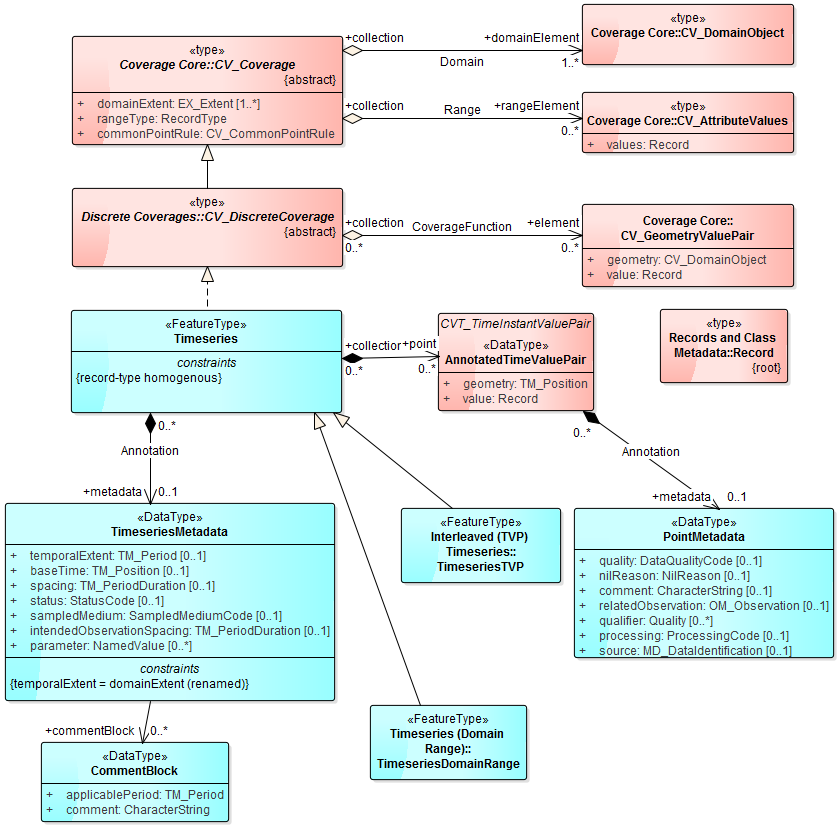 «type»
Coverage Core::CV_Coverage
{abstract}
+ domainExtent: EX_Extent [1..*]
+ rangeType: RecordType
+ commonPointRule: CV_CommonPointRule
+collection
+domainElement
Domain
1..*
«type»
Coverage Core::CV_DomainObject
+collection
Range
+rangeElement
0..*
«type»
Coverage Core::CV_AttributeValues
+ values: Record
«type»
Discrete Coverages::CV_DiscreteCoverage
{abstract}
+collection
0..*
CoverageFunction
+element
0..*
Coverage Core::
CV_GeometryValuePair
+ geometry: CV_DomainObject
+ value: Record
«FeatureType»
Timeseries
constraints
{record-type homogenous}
+collection
0..*
+point
0..*
CVT_TimeInstantValuePair
«DataType»
AnnotatedTimeValuePair
+ geometry: TM_Position
+ value: Record
«type»
Records and Class
Metadata::Record
{root}
0..*
Annotation
+metadata
0..1
0..*
Annotation
+metadata
0..1
«DataType»
TimeseriesMetadata
+ temporalExtent: TM_Period [0..1]
+ baseTime: TM_Position [0..1]
+ spacing: TM_PeriodDuration [0..1]
+ status: StatusCode [0..1]
+ sampledMedium: SampledMediumCode [0..1]
+ intendedObservationSpacing: TM_PeriodDuration [0..1]
+ parameter: NamedValue [0..*]
constraints
{temporalExtent = domainExtent (renamed)}
«FeatureType»
Interleaved (TVP)
Timeseries::
TimeseriesTVP
«DataType»
PointMetadata
+ quality: DataQualityCode [0..1]
+ nilReason: NilReason [0..1]
+ comment: CharacterString [0..1]
+ relatedObservation: OM_Observation [0..1]
+ qualifier: Quality [0..*]
+ processing: ProcessingCode [0..1]
+ source: MD_DataIdentification [0..1]
+commentBlock
0..*
«DataType»
CommentBlock
+ applicablePeriod: TM_Period
+ comment: CharacterString
«FeatureType»
Timeseries (Domain
Range)::
TimeseriesDomainRange